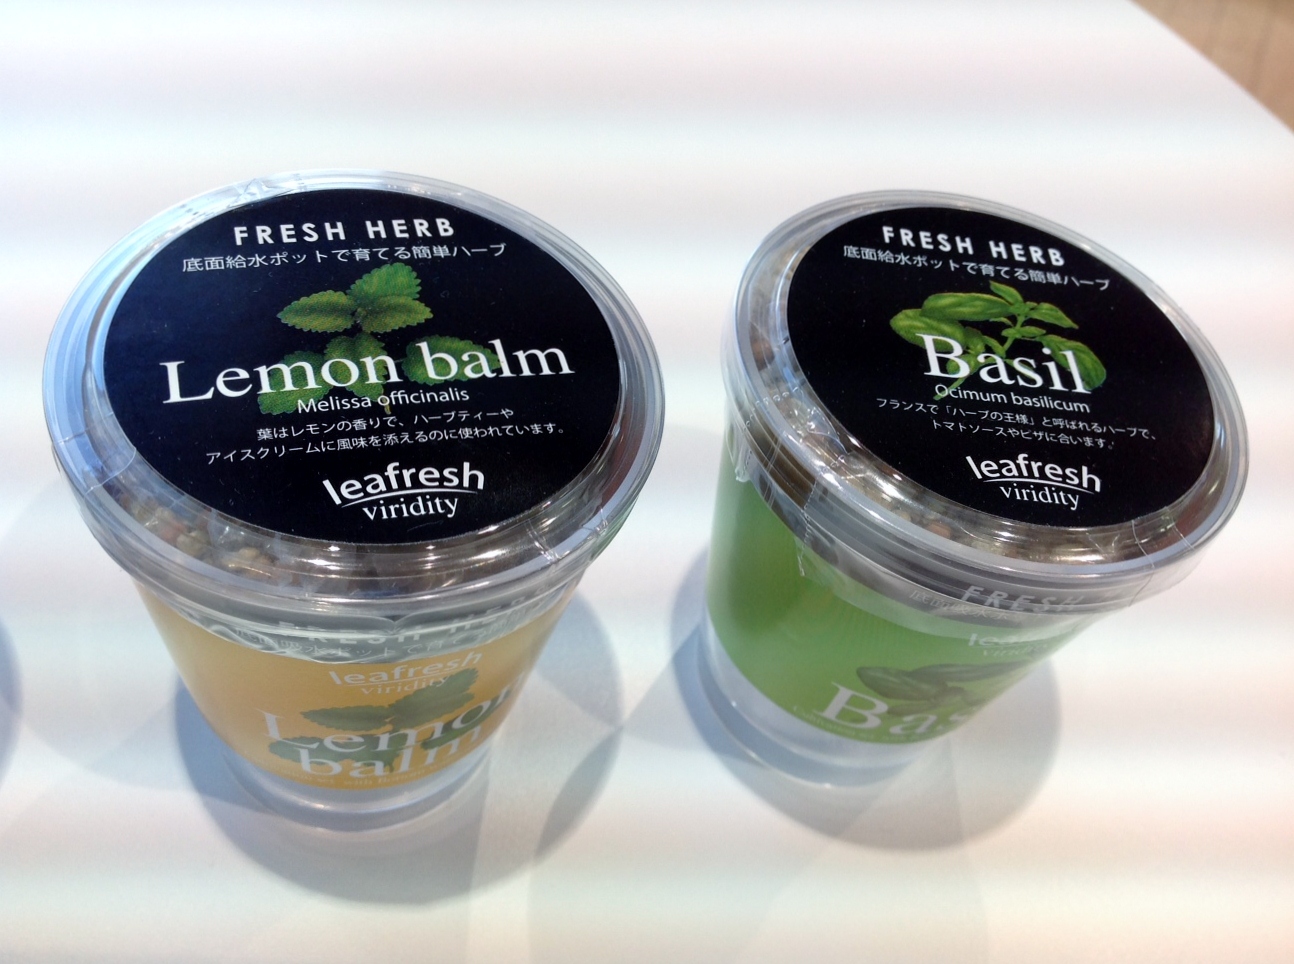 FRESH HERB
底面給水ポットで育てる簡単ハーブ
Lemon balm
Melissa officinalis
葉はレモンの香りで、ハーブティーや
アイスクリームに風味を添えるのに使われています。
leafresh
viridity
FRESH HERB
leafresh
viridity
Lemon
balm
FRESH HERB
底面給水ポットで育てる簡単ハーブ
Basil
Ocimum basilicum
フランスで「ハーブの王様」と呼ばれるハーブで、
トマトソースやピザに合います。
leafresh
viridity
FRESH
leafresh
viridity
Bas